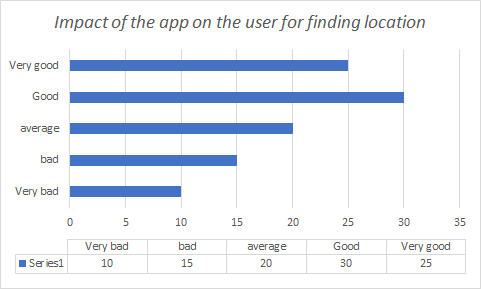 Impact of the app on the user for finding location
Very good
Good
average
bad
Very bad
0 5 10 15 20 25 30 35
Very bad bad average Good Very good
Series1 10 15 20 30 25